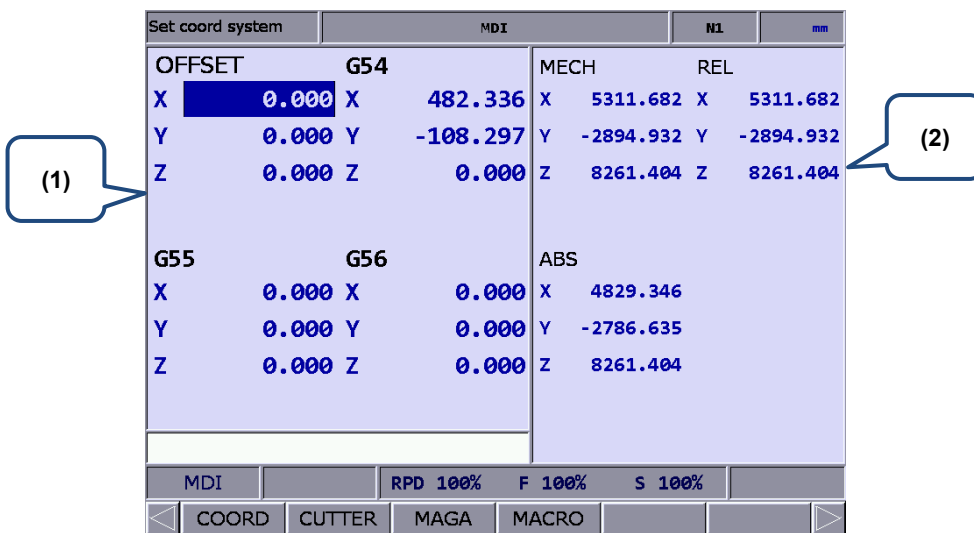 Set coord system MDI N1 mm
OFFSET G54 MECH REL
X 0.000 X 482.336 X 5311.682 X 5311.682
Y 0.000 Y -108.297 Y -2894.932 Y -2894.932
Z 0.000 Z 0.000 Z 8261.404 Z 8261.404
(1)
(2)
G55 G56 ABS
X 0.000 X 0.000 X 4829.346
Y 0.000 Y 0.000 Y -2786.635
Z 0.000 Z 0.000 Z 8261.404
MDI RPD 100% F 100% S 100%
COORD CUTTER MAGA MACRO